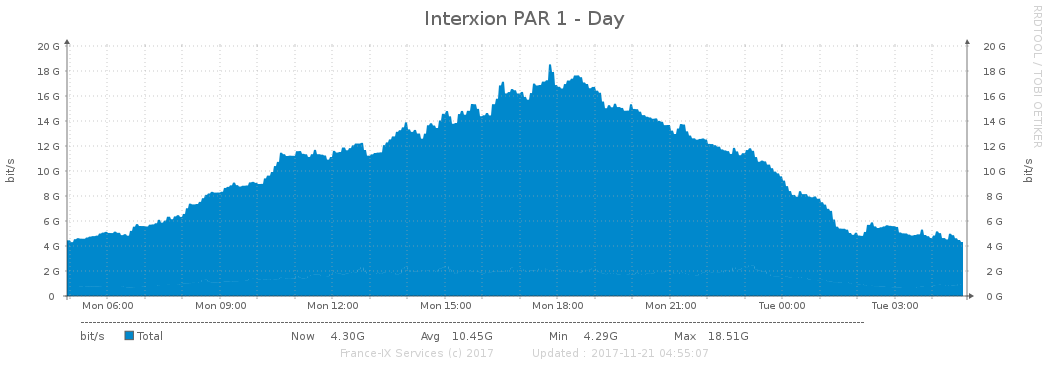 Interxion PAR 1 - Day
RRDTOOL / TOBI OETIKER
bit/s
bit/s
20 G 20 G
18 G 18 G
16 G 16 G
14 G 14 G
12 G 12 G
10 G 10 G
8 G 8 G
6 G 6 G
4 G 4 G
2 G 2 G
0 0 G
Mon 06:00 Mon 09:00 Mon 12:00 Mon 15:00 Mon 18:00 Mon 21:00 Tue 00:00 Tue 03:00
bit/s Total Now 4.30G Avg 10.45G Min 4.29G Max 18.51G
France-IX Services (c) 2017 Updated : 2017-11-21 04:55:07